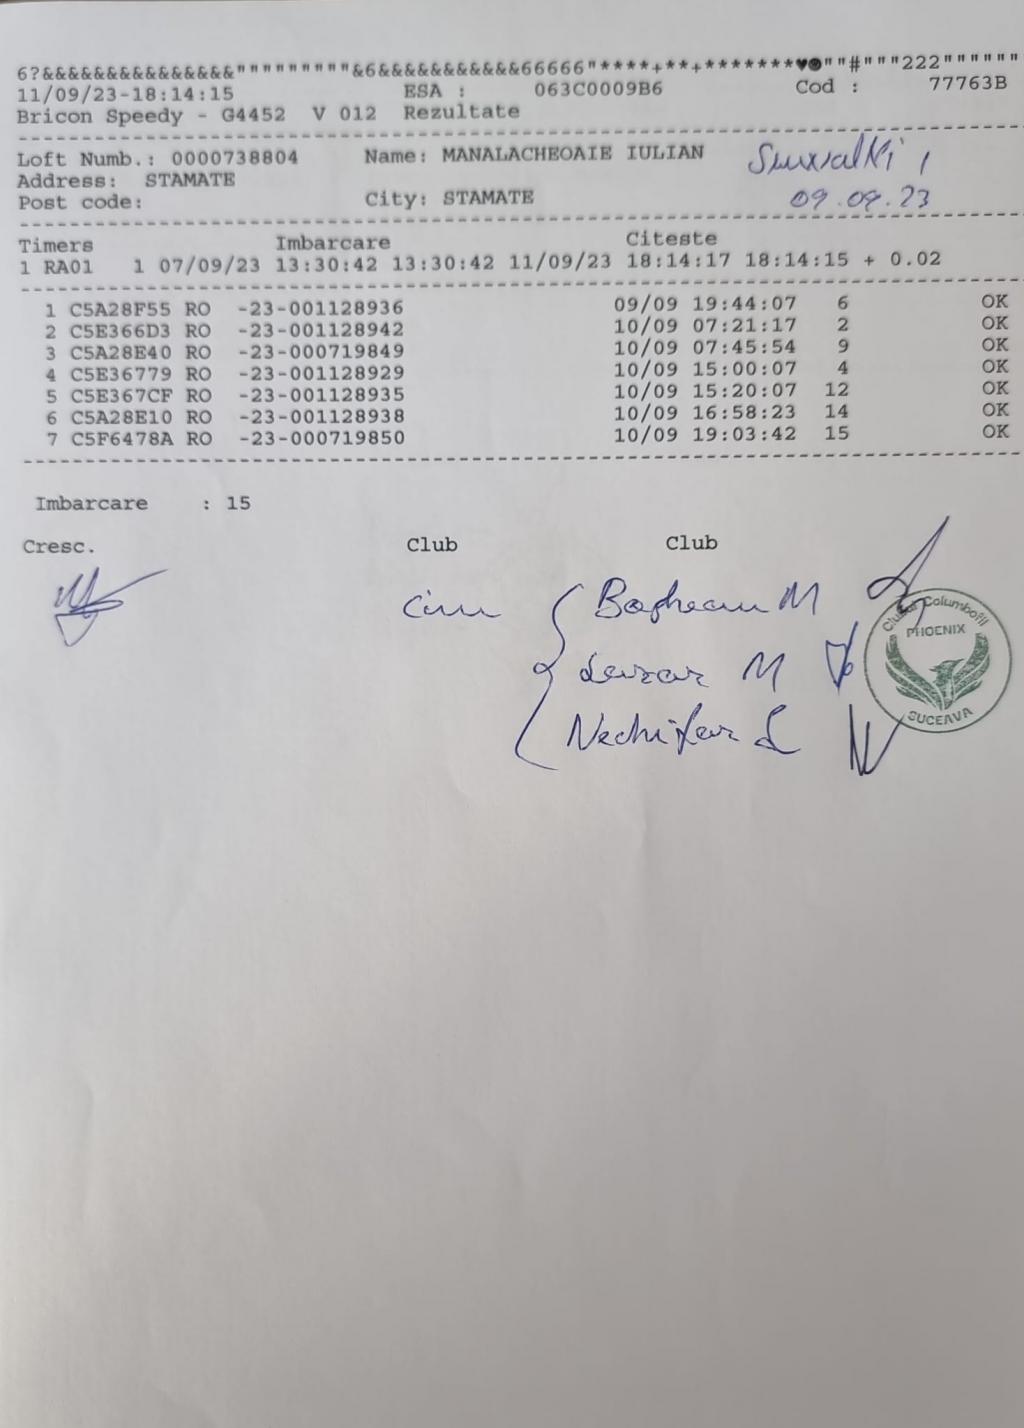 6?&&&&&&&&&&&&&&&"""""""""&6&&&&&&&&&&&66666"****+**+*******♥☻""#"""222""""""
11/09/23-18:14:15 ESA : 063C0009B6 Cod : 77763B
Bricon Speedy - G4452 V 012 Rezultate
Loft Numb.: 0000738804 Name: MANALACHEOAIE IULIAN Suwalki,
Address: STAMATE
Post code: City: STAMATE 09.09.23
Timers Imbarcare Citeste
1 RA01 1 07/09/23 13:30:42 13:30:42 11/09/23 18:14:17 18:14:15 + 0.02
1 C5A28F55 RO -23-001128936 09/09 19:44:07 6 OK
2 C5E366D3 RO -23-001128942 10/09 07:21:17 2 OK
3 C5A28E40 RO -23-000719849 10/09 07:45:54 9 OK
4 C5E36779 RO -23-001128929 10/09 15:00:07 4 OK
5 C5E367CF RO -23-001128935 10/09 15:20:07 12 OK
6 C5A28E10 RO -23-001128938 10/09 16:58:23 14 OK
7 C5F6478A RO -23-000719850 10/09 19:03:42 15 OK
Imbarcare : 15
Cresc. Club Club
M
M
Nechifor
Clubul Columbofil
PHOENIX
SUCEAVA